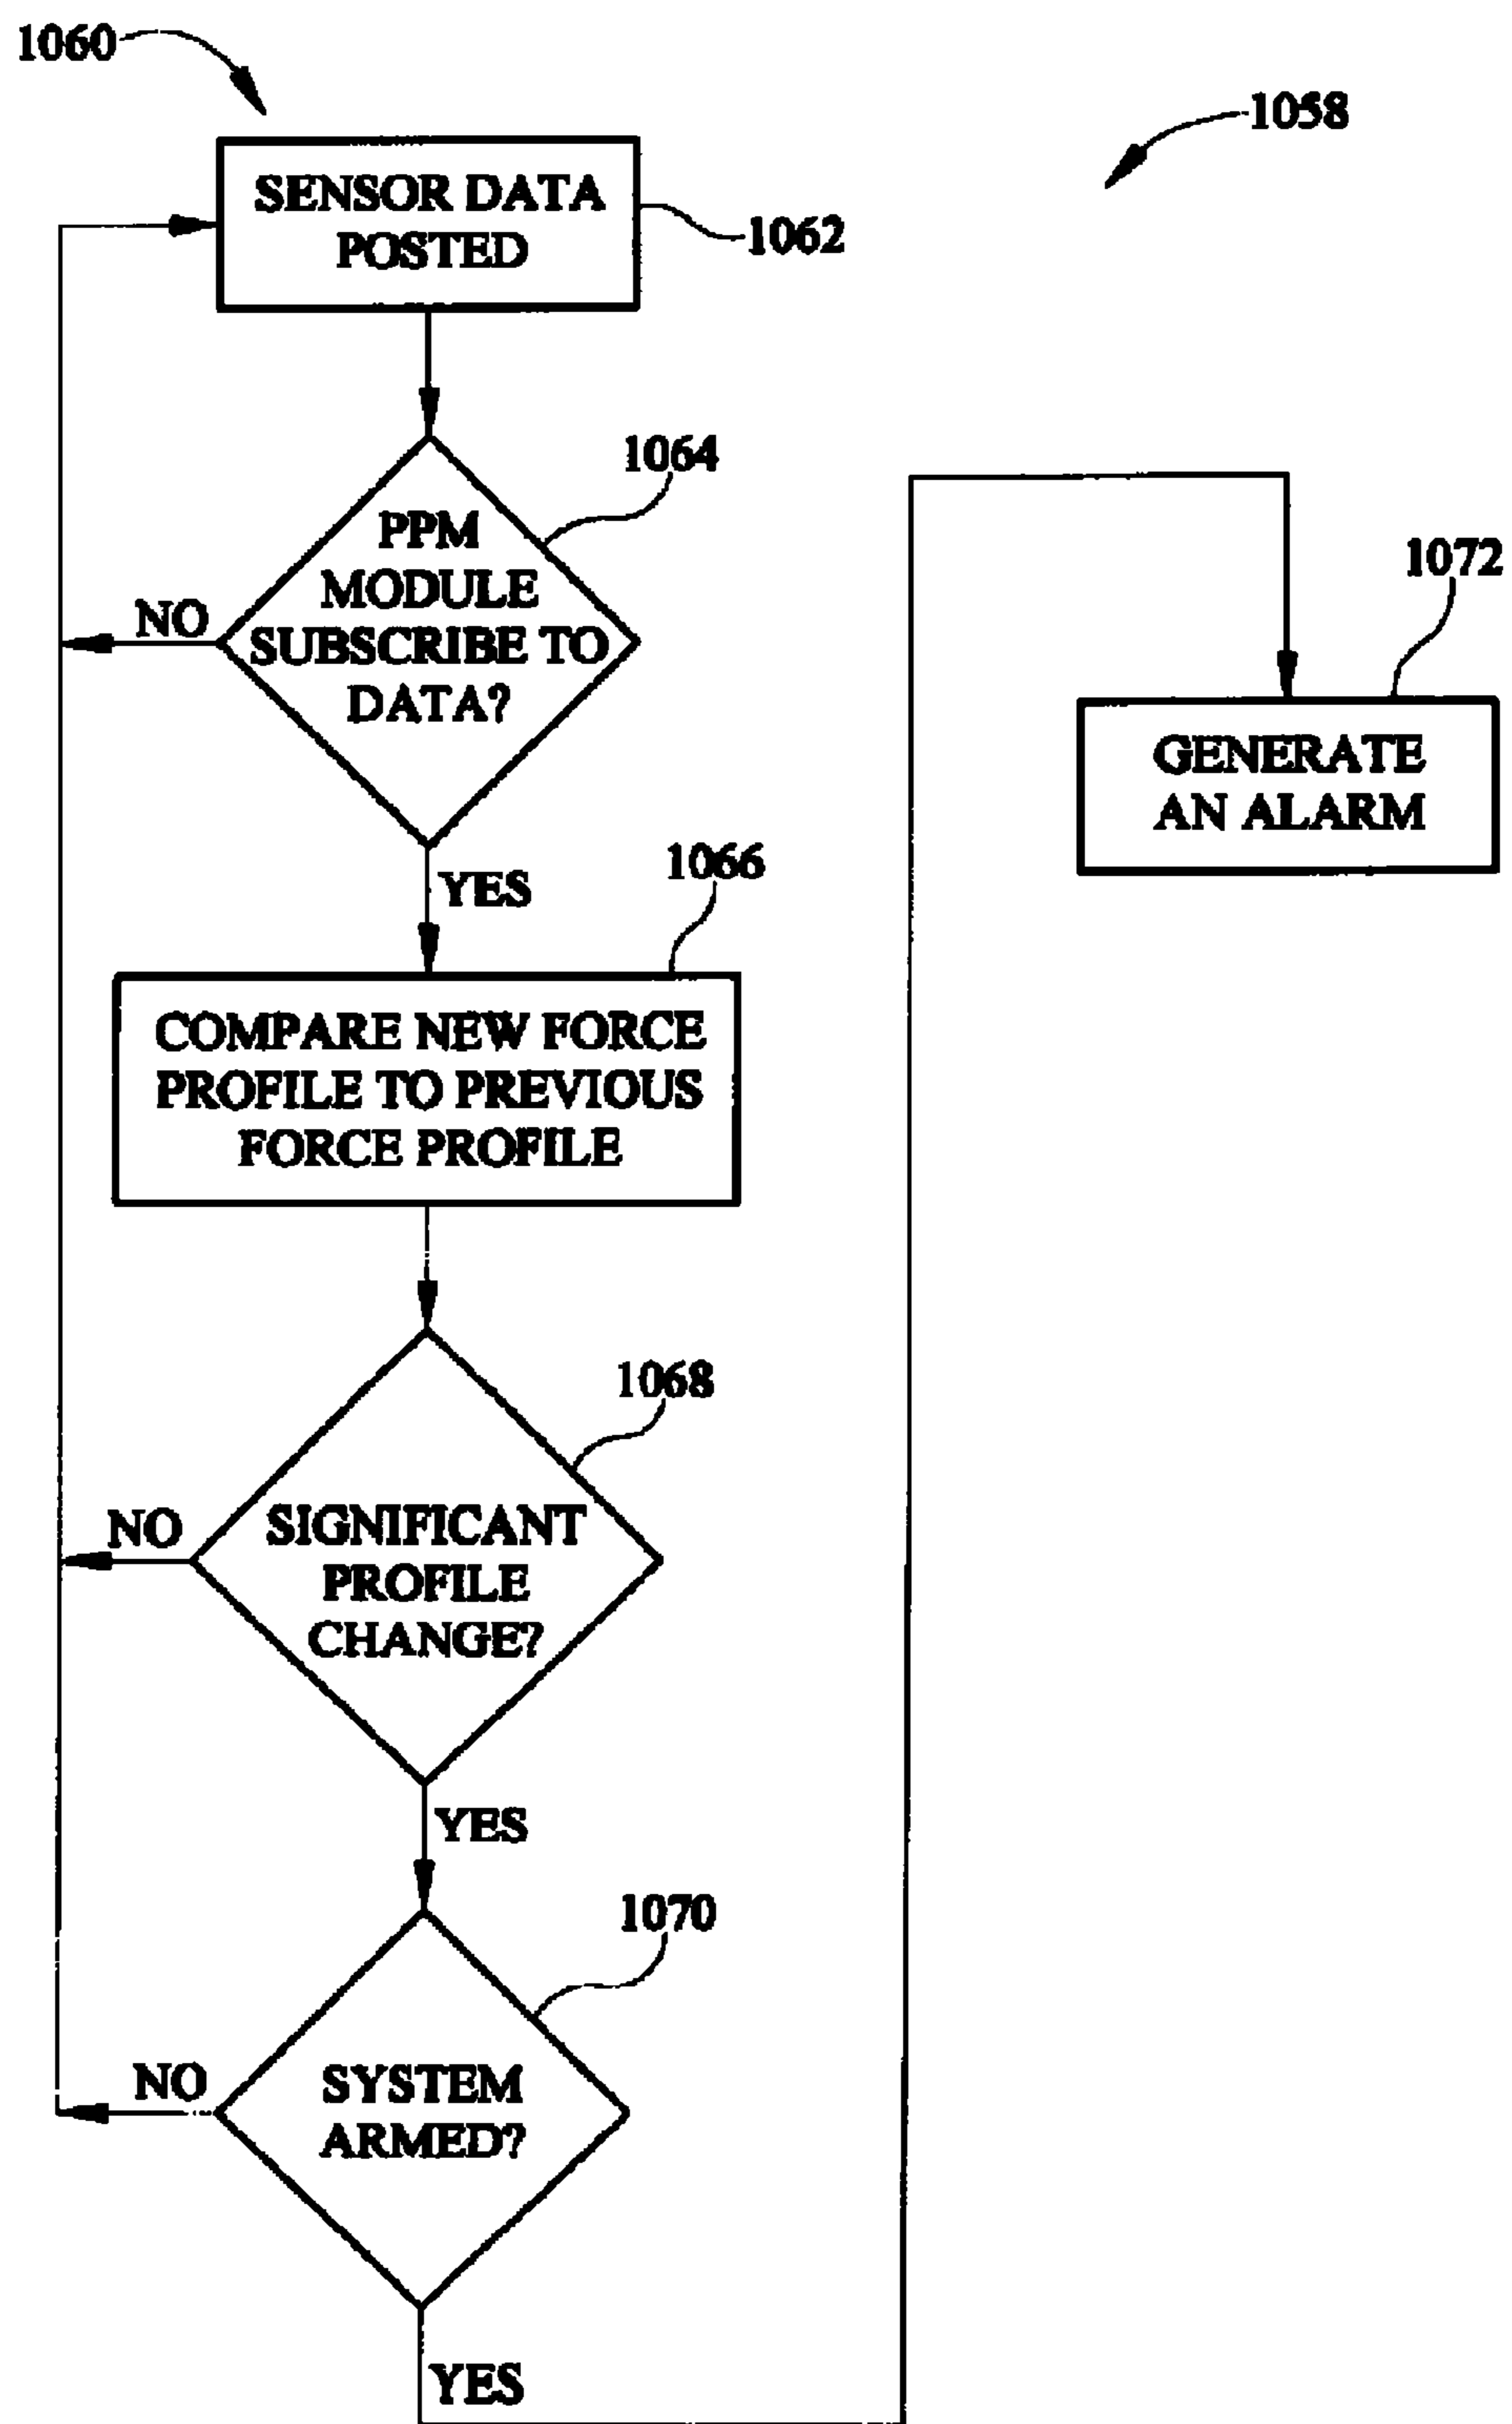 1060
1058
SENSOR DATA
POSTED
1062
1064
PPM
MODULE
SUBSCRIBE TO
DATA?
NO
YES
1066
COMPARE NEW FORCE
PROFILE TO PREVIOUS
FORCE PROFILE
1068
SIGNIFICANT
PROFILE
CHANGE?
NO
YES
1070
SYSTEM
ARMED?
NO
YES
1072
GENERATE
AN ALARM